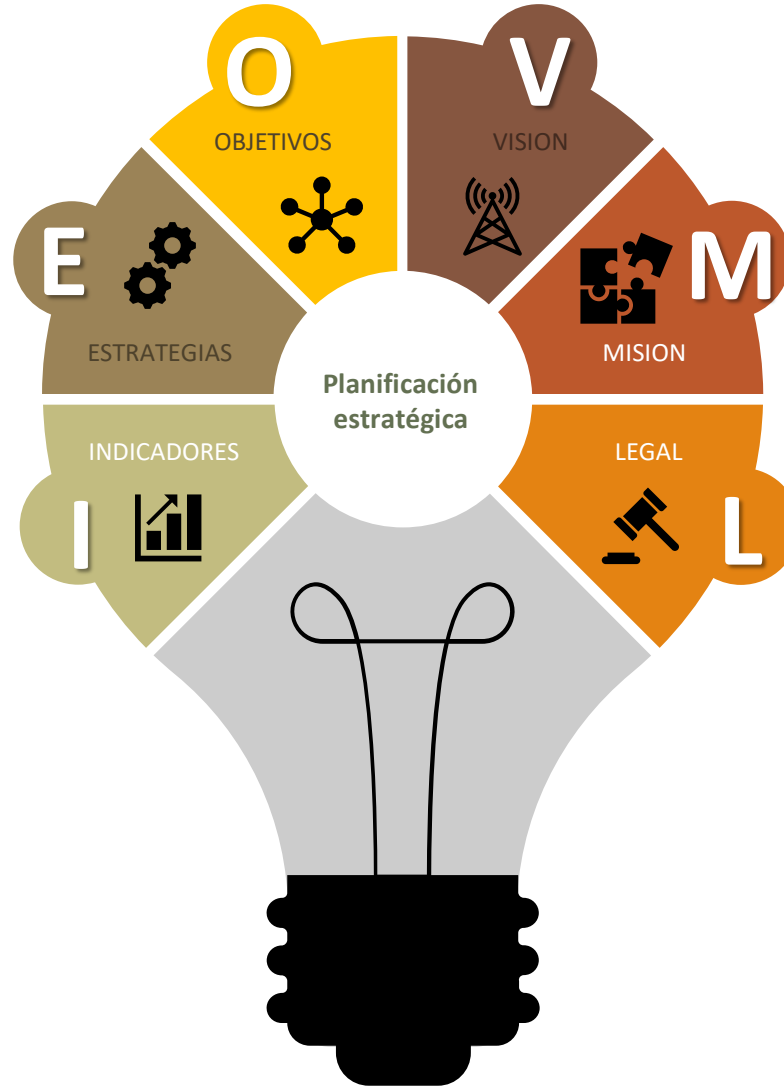 O
OBJETIVOS
V
VISION
E
ESTRATEGIAS
M
MISION
Planificación
estratégica
I
INDICADORES
L
LEGAL